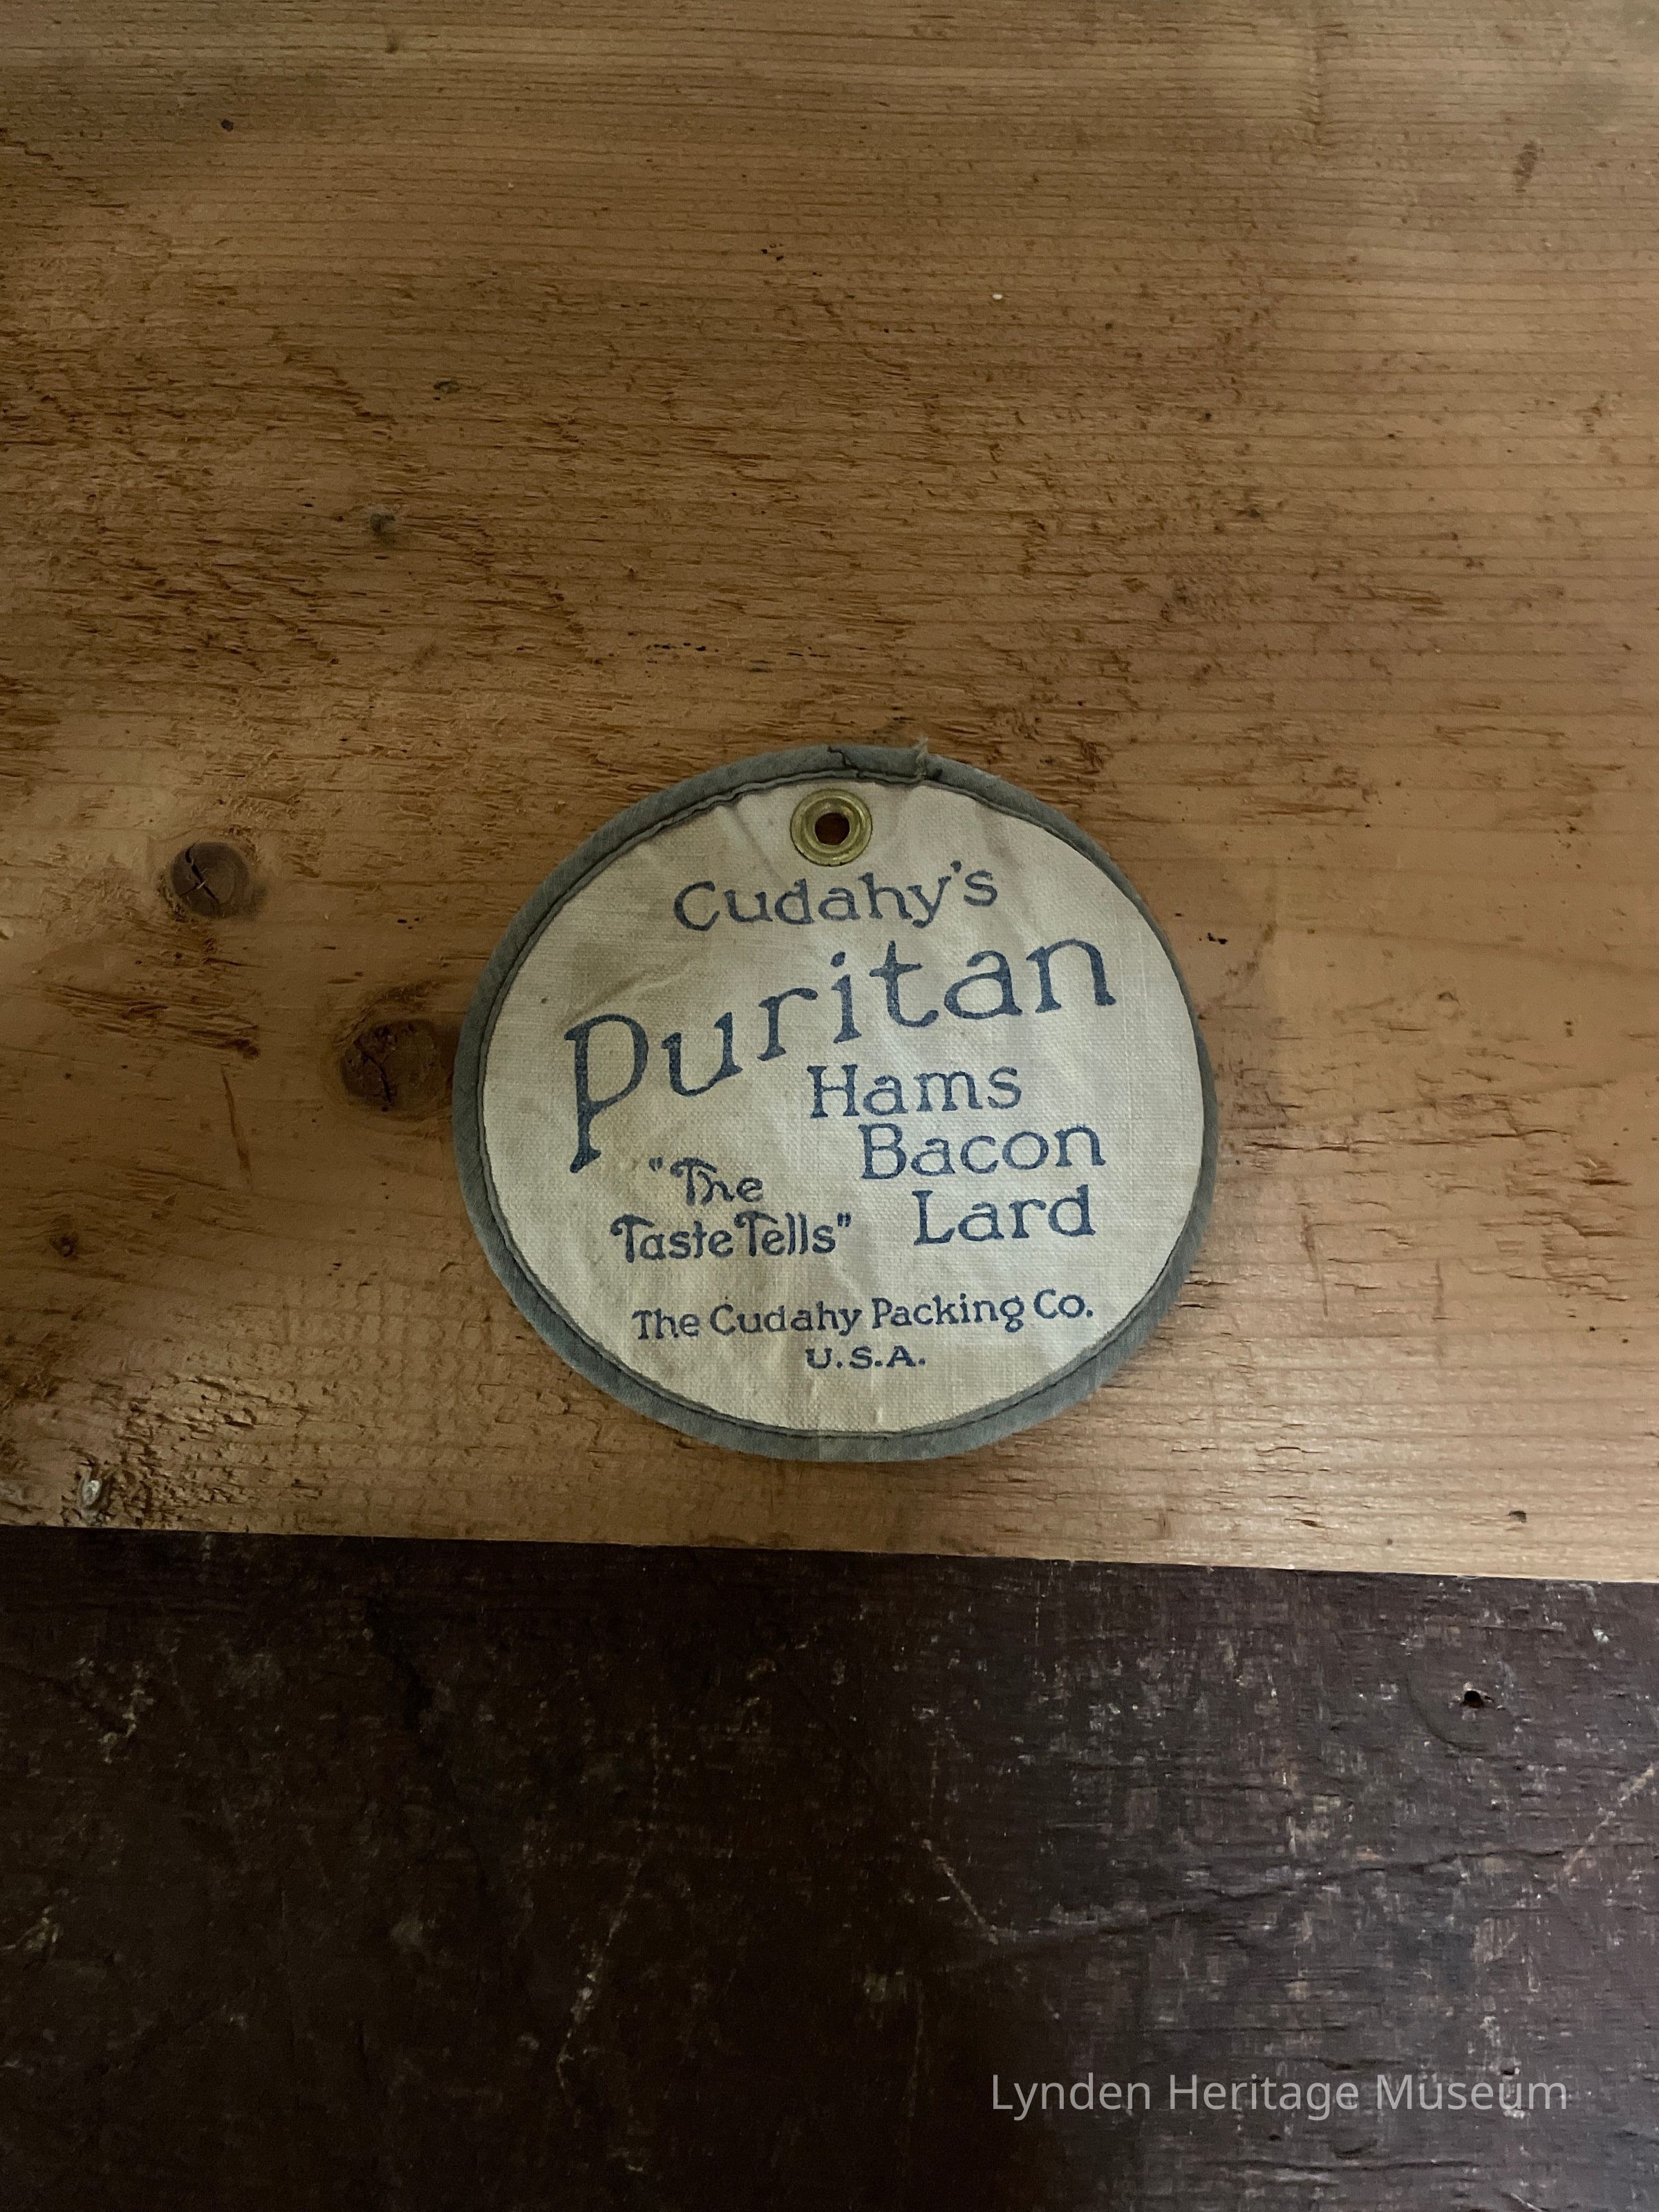 Cudahy's
Puritan
Hams
Bacon
Lard
"The
Taste Tells"
The Cudahy Packing Co.
U.S.A.
Lynden Heritage Museum